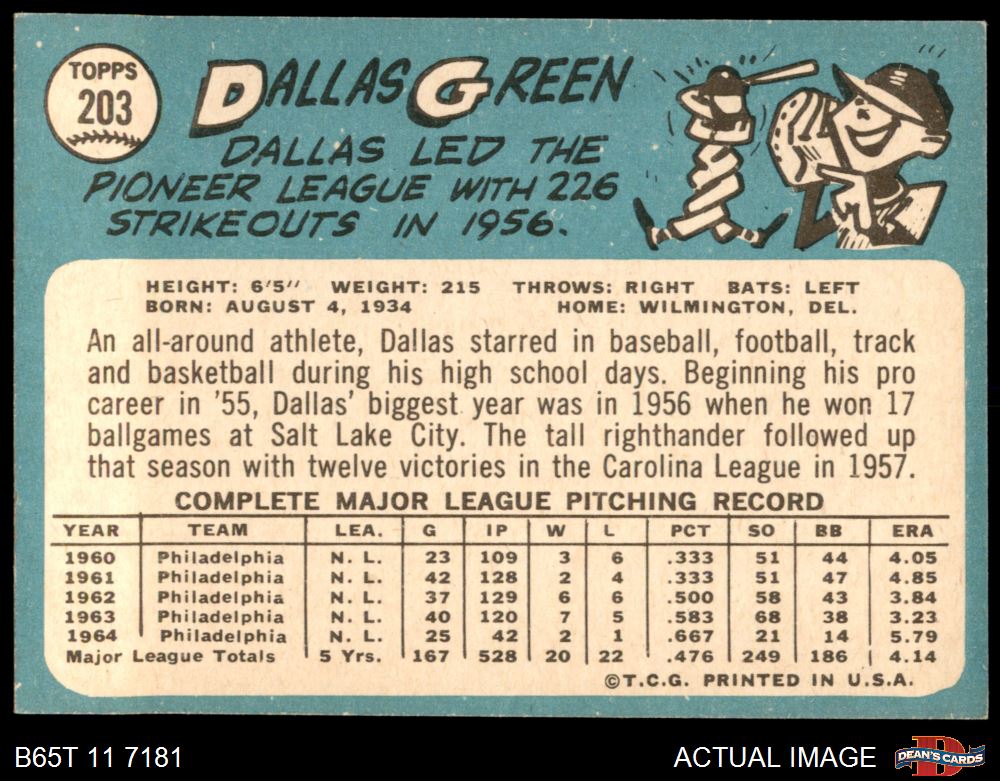 TOPPS
203
DALLAS GREEN
DALLAS LED THE
PIONEER LEAGUE WITH 226
STRIKEOUTS IN 1956.
HEIGHT: 6'5" WEIGHT: 215 THROWS: RIGHT BATS: LEFT
BORN: AUGUST 4, 1934 HOME: WILMINGTON, DEL.
An all-around athlete, Dallas starred in baseball, football, track
and basketball during his high school days. Beginning his pro
career in '55, Dallas' biggest year was in 1956 when he won 17
ballgames at Salt Lake City. The tall righthander followed up
that season with twelve victories in the Carolina League in 1957.
COMPLETE MAJOR LEAGUE PITCHING RECORD
YEAR TEAM LEA. G IP W L PCT SO BB ERA
1960 Philadelphia N. L. 23 109 3 6 .333 51 44 4.05
1961 Philadelphia N. L. 42 128 2 4 .333 51 47 4.85
1962 Philadelphia N. L. 37 129 6 6 .500 58 43 3.84
1963 Philadelphia N. L. 40 120 7 5 .583 68 38 3.23
1964 Philadelphia N. L. 25 42 2 1 .667 21 14 5.79
Major League Totals 5 Yrs. 167 528 20 22 .476 249 186 4.14
©T.C.G. PRINTED IN U.S.A.
B65T 11 7181 ACTUAL IMAGE DEAN'S CARDS